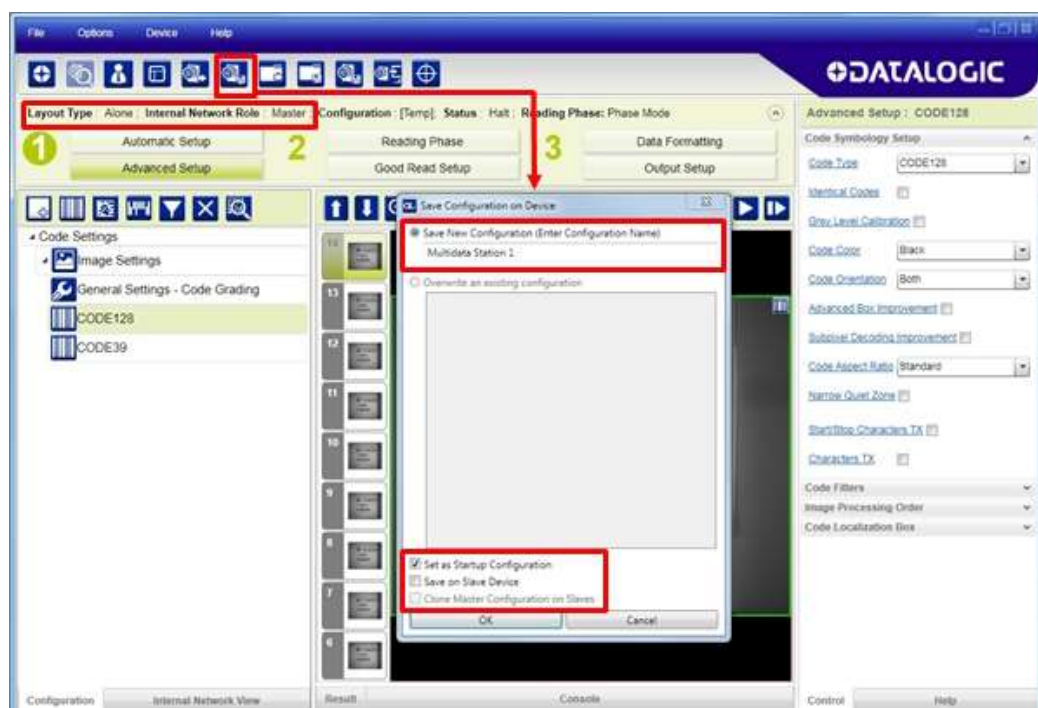 File Options Device Help
DATALOGIC
Layout Type Alone ; Internal Network Role Master ; Configuration : [Temp]; Status : Halt ; Reading Phase: Phase Mode
1
Automatic Setup
Advanced Setup
2
Reading Phase
Good Read Setup
3
Data Formatting
Output Setup
Code Settings
Image Settings
General Settings - Code Grading
CODE128
CODE39
13
12
11
10
9
8
7
6
Save Configuration on Device
Save New Configuration (Enter Configuration Name)
Multidata Station 1
Overwrite an existing configuration
Set as Startup Configuration
Save on Slave Device
Clone Master Configuration on Slaves
OK Cancel
Advanced Setup : CODE128
Code Symbology Setup
Code Type CODE128
Identical Codes
Grey Level Calibration
Code Color Black
Code Orientation Both
Advanced Box Improvement
Subpixel Decoding Improvement
Code Aspect Ratio Standard
Narrow Quiet Zone
Start/Stop Characters TX
Characters TX
Code Filters
Image Processing Order
Code Localization Box
Configuration Internal Network View
Result Console
Control Help